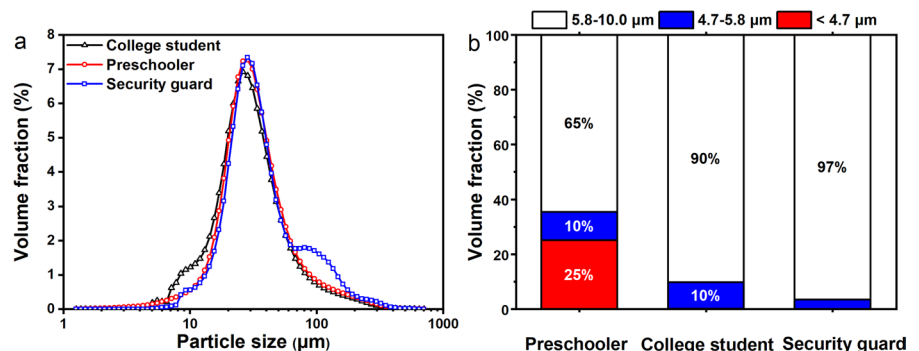 a
College student
Preschooler
Security guard
Volume fraction (%)
8
7
6
5
4
3
2
1
0
1
10
100
1000
Particle size (μm)
b
5.8-10.0 μm
4.7-5.8 μm
< 4.7 μm
Volume fraction (%)
100
80
60
40
20
0
65%
10%
25%
90%
10%
97%
Preschooler
College student
Security guard